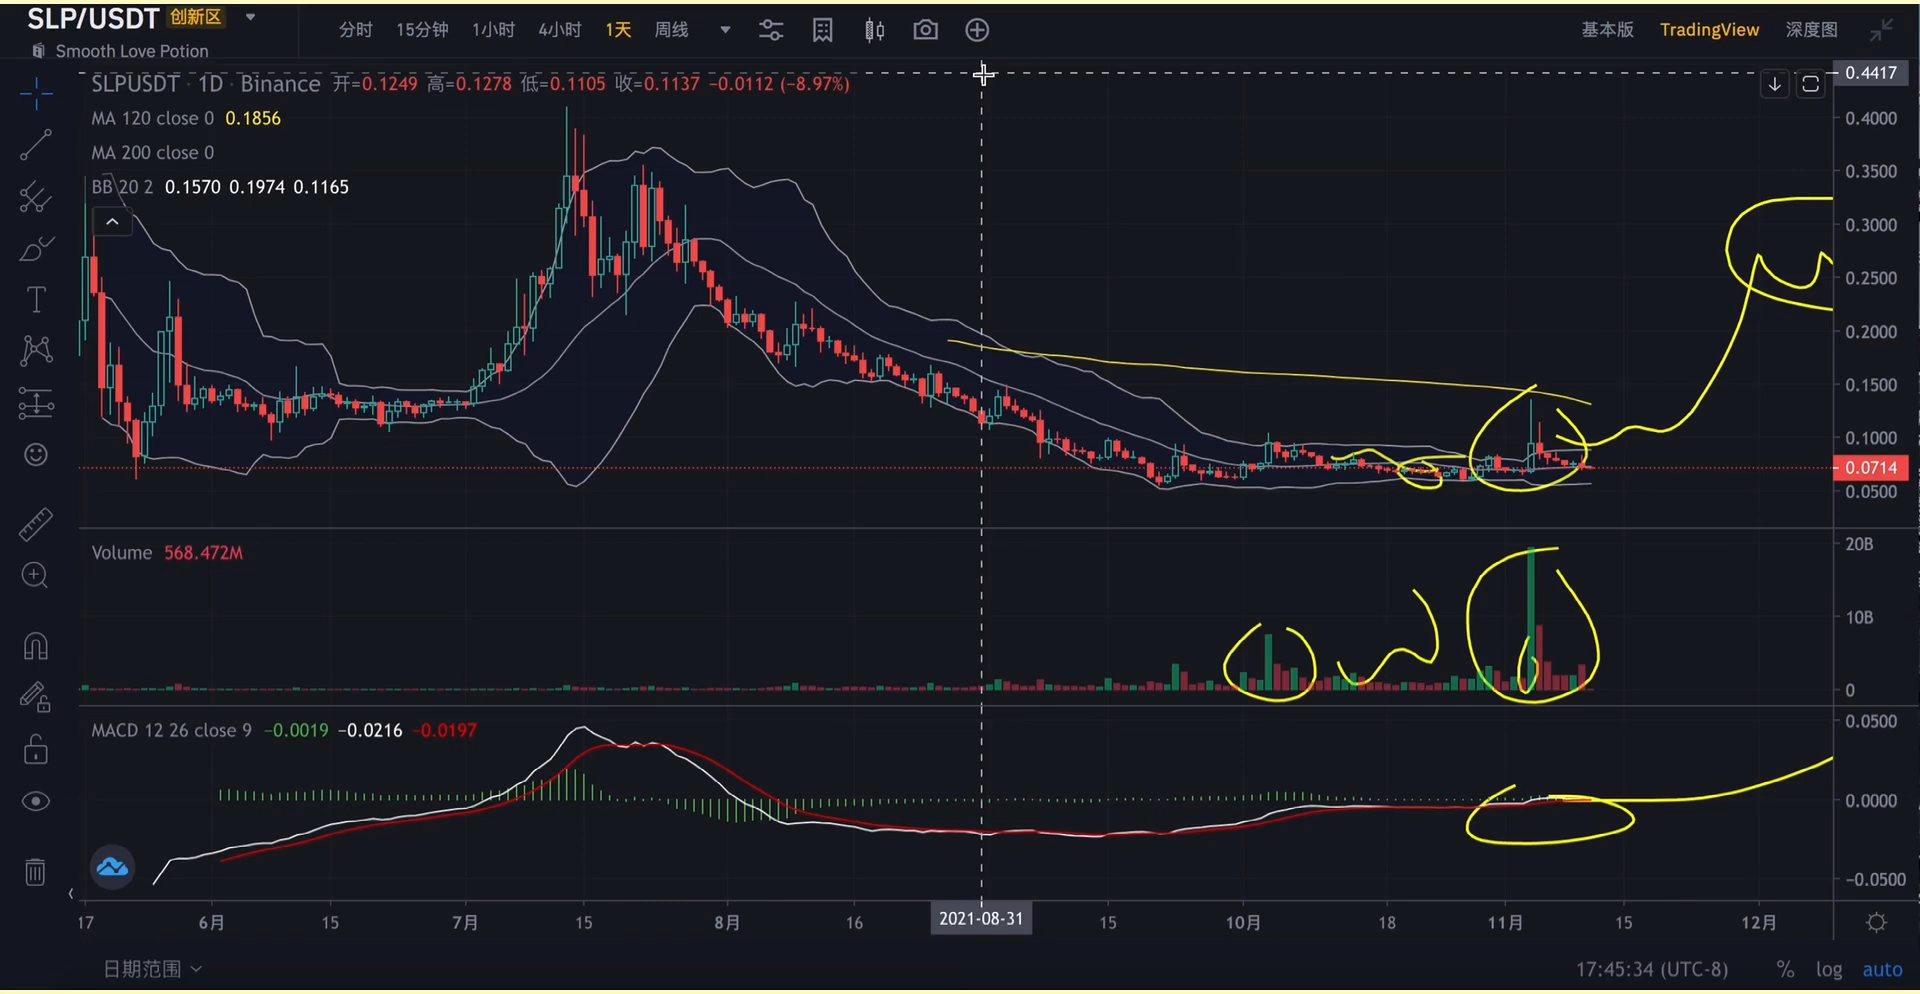 SLP/USDT 创新区
Smooth Love Potion
分时 15分钟 1小时 4小时 1天 周线
基本版 TradingView 深度图
SLPUSDT · 1D · Binance 开=0.1249 高=0.1278 低=0.1105 收=0.1137 −0.0112 (−8.97%)
MA 120 close 0 0.1856
MA 200 close 0
BB 20 2 0.1570 0.1974 0.1165
0.4417
0.4000
0.3500
0.3000
0.2500
0.2000
0.1500
0.1000
0.0714
0.0500
Volume 568.472M
20B
10B
0
MACD 12 26 close 9 −0.0019 −0.0216 −0.0197
0.0500
0.0000
−0.0500
17 6月 15 7月 15 8月 16 2021-08-31 15 10月 18 11月 15 12月
日期范围
17:45:34 (UTC-8) % log auto